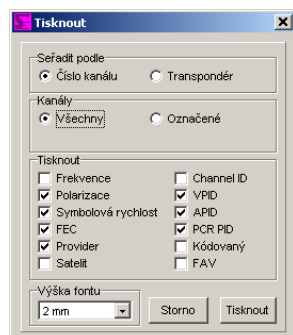 Tisknout
Seřadit podle
Číslo kanálu Transpondér
Kanály
Všechny Označené
Tisknout
Frekvence Channel ID
Polarizace VPID
Symbolová rychlost APID
FEC PCR PID
Provider Kódovaný
Satelit FAV
Výška fontu
2 mm Storno Tisknout